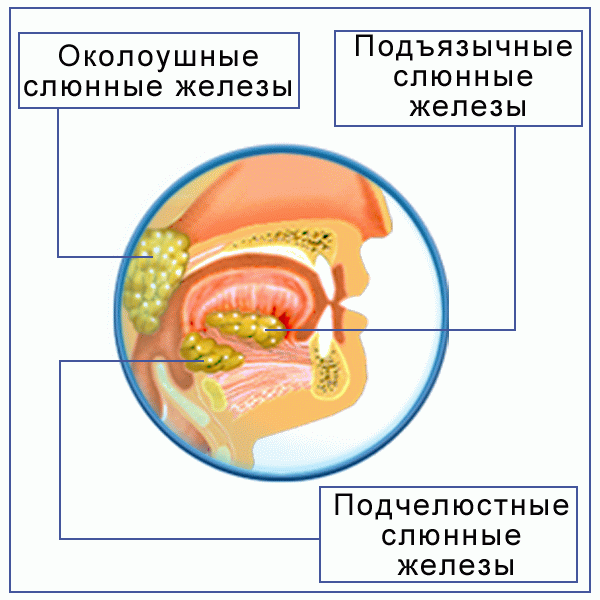 Околоушные
слюнные железы
Подъязычные
слюнные
железы
Подчелюстные
слюнные
железы